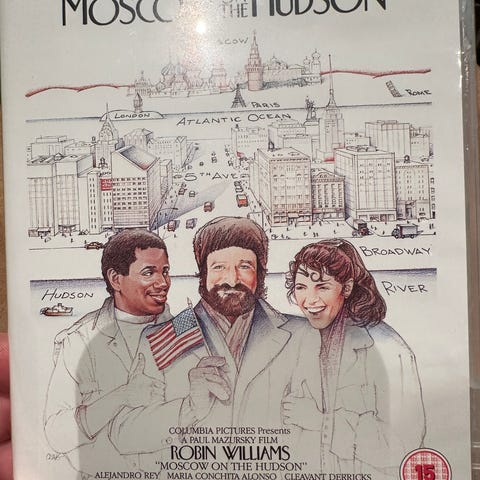 MOSCOW ON THE HUDSON
MOSCOW
ROME
LONDON
PARIS
ATLANTIC OCEAN
5TH AVE
BROADWAY
HUDSON
RIVER
COLUMBIA PICTURES Presents
A PAUL MAZURSKY FILM
ROBIN WILLIAMS
"MOSCOW ON THE HUDSON"
ALEJANDRO REY MARIA CONCHITA ALONSO CLEAVANT DERRICKS
15